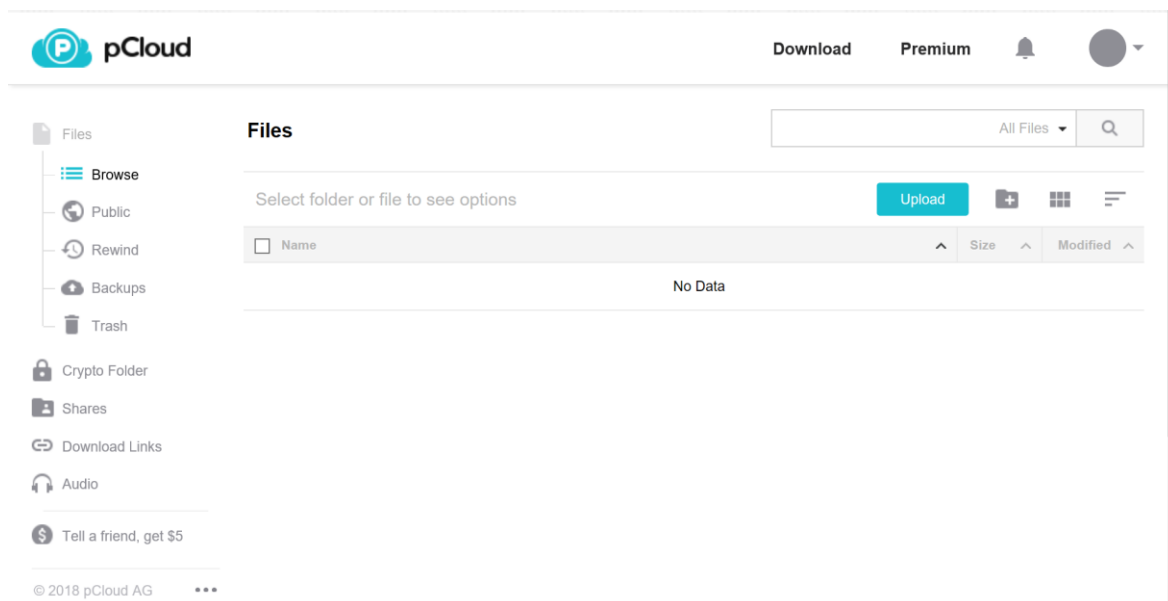 P pCloud
Download Premium
Files
Browse
Public
Rewind
Backups
Trash
Crypto Folder
Shares
Download Links
Audio
$ Tell a friend, get $5
© 2018 pCloud AG
Files
All Files
Select folder or file to see options
Upload
Name Size Modified
No Data